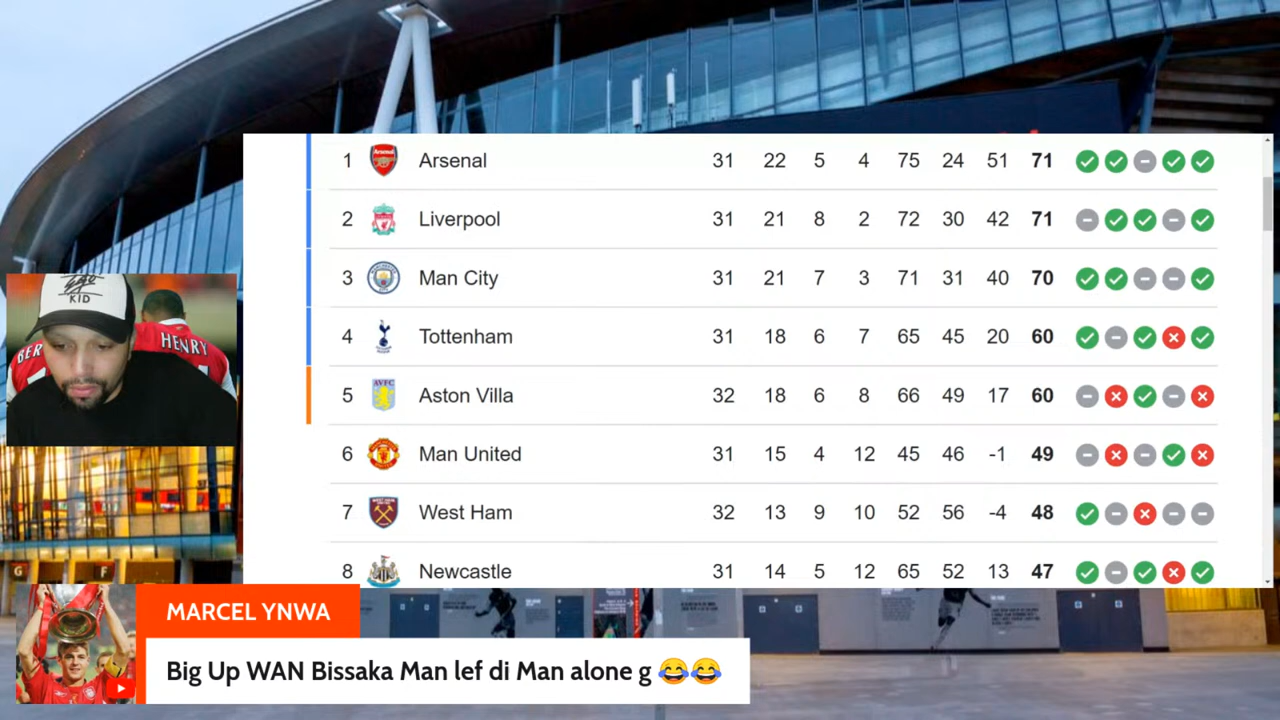 1 Arsenal 31 22 5 4 75 24 51 71
2 Liverpool 31 21 8 2 72 30 42 71
3 Man City 31 21 7 3 71 31 40 70
4 Tottenham 31 18 6 7 65 45 20 60
5 AVFC Aston Villa 32 18 6 8 66 49 17 60
6 Man United 31 15 4 12 45 46 -1 49
7 West Ham 32 13 9 10 52 56 -4 48
8 Newcastle 31 14 5 12 65 52 13 47
KID
BER
HENRY
G F
MARCEL YNWA
Big Up WAN Bissaka Man lef di Man alone g 😂😂